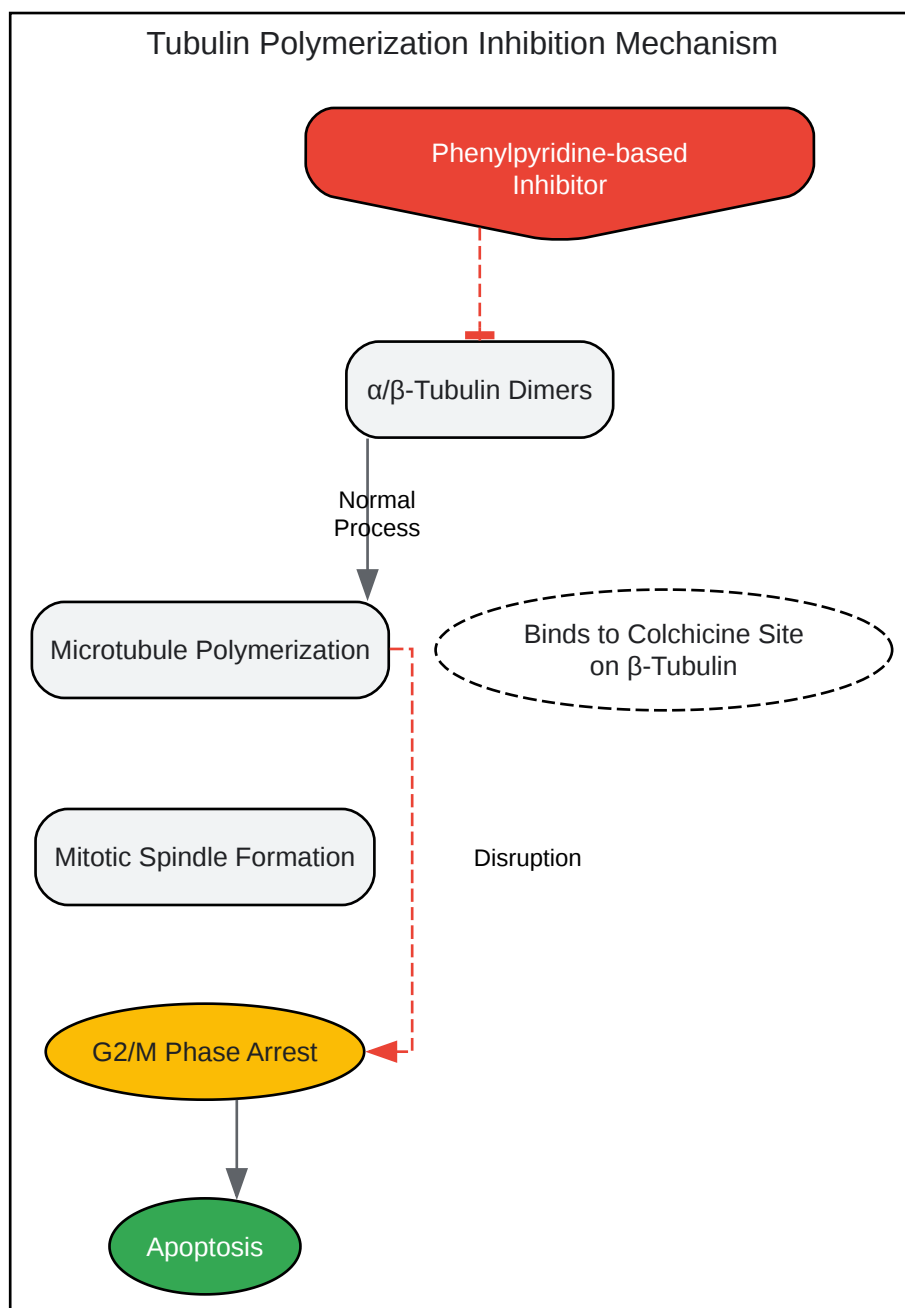 Tubulin Polymerization Inhibition Mechanism
Phenylpyridine-based
Inhibitor
α/β-Tubulin Dimers
Normal
Process
Microtubule Polymerization
Binds to Colchicine Site
on β-Tubulin
Mitotic Spindle Formation
Disruption
G2/M Phase Arrest
Apoptosis